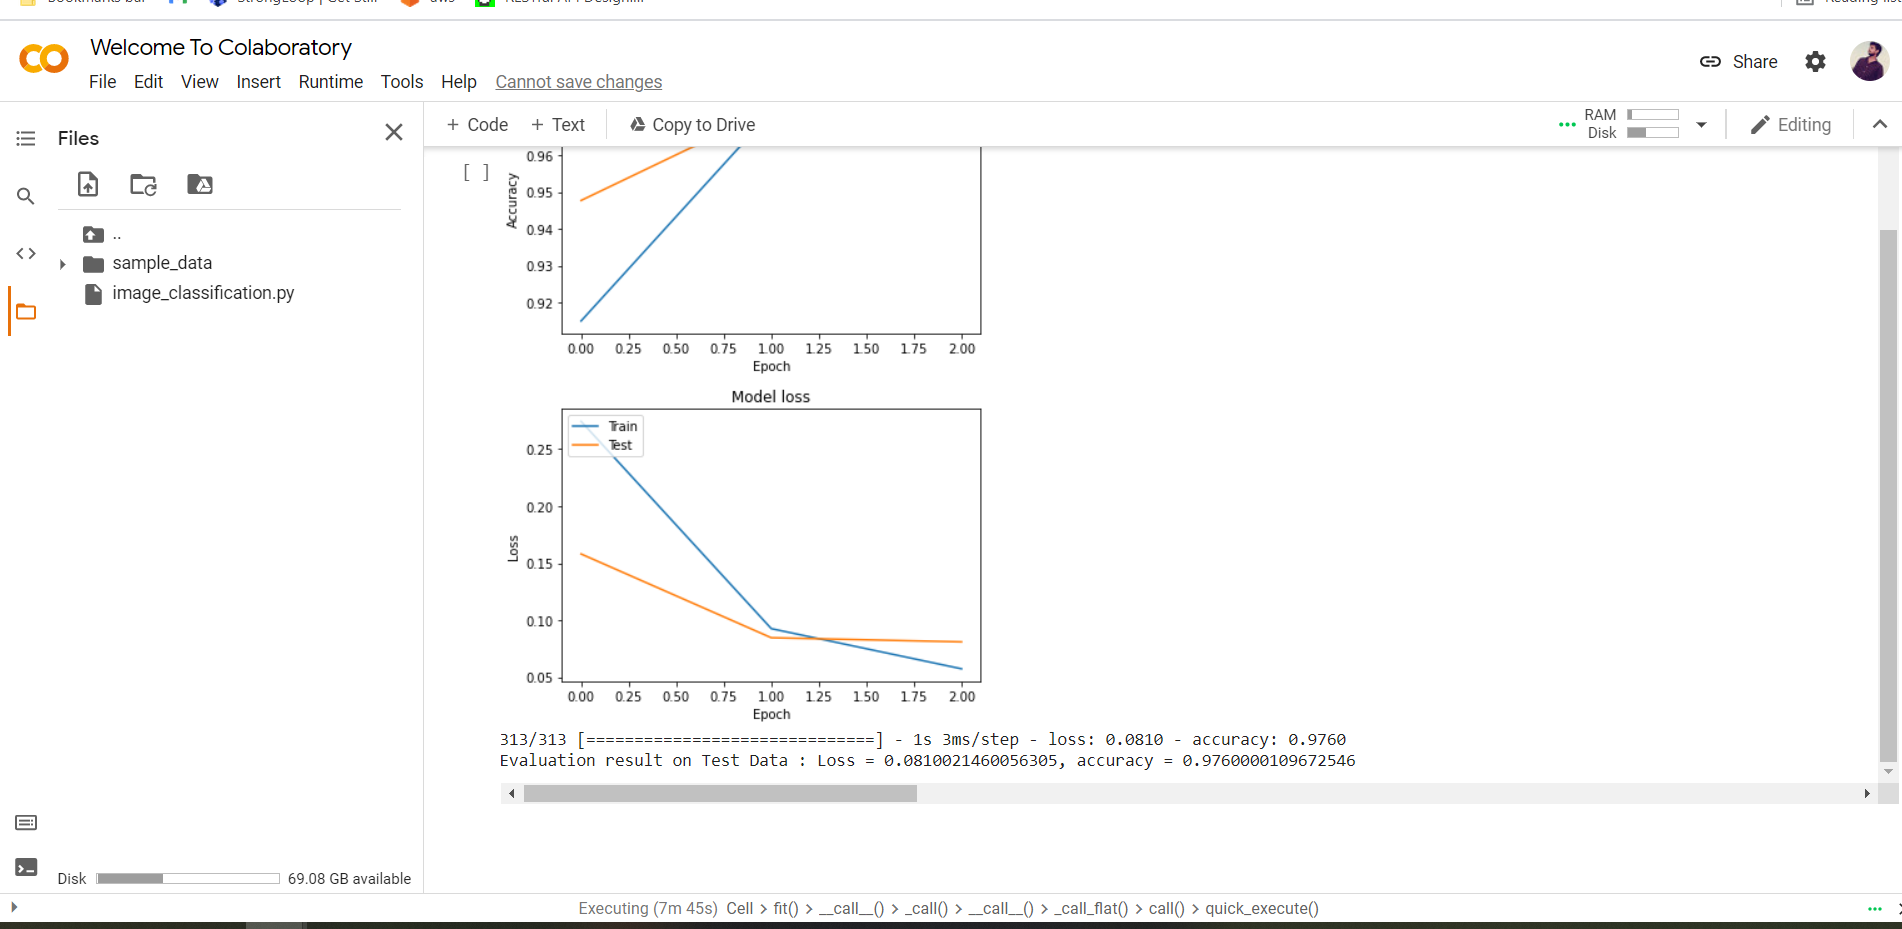 Welcome To Colaboratory
File Edit View Insert Runtime Tools Help Cannot save changes
Share
Files
+ Code + Text Copy to Drive
RAM
Disk
Editing
..
sample_data
image_classification.py
[ ]
0.96
0.95
0.94
0.93
0.92
Accuracy
0.00 0.25 0.50 0.75 1.00 1.25 1.50 1.75 2.00
Epoch
Model loss
Train
Test
0.25
0.20
0.15
0.10
0.05
Loss
0.00 0.25 0.50 0.75 1.00 1.25 1.50 1.75 2.00
Epoch
313/313 [==============================] - 1s 3ms/step - loss: 0.0810 - accuracy: 0.9760
Evaluation result on Test Data : Loss = 0.0810021460056305, accuracy = 0.9760000109672546
Disk 69.08 GB available
Executing (7m 45s) Cell > fit() > __call__() > _call() > __call__() > _call_flat() > call() > quick_execute()